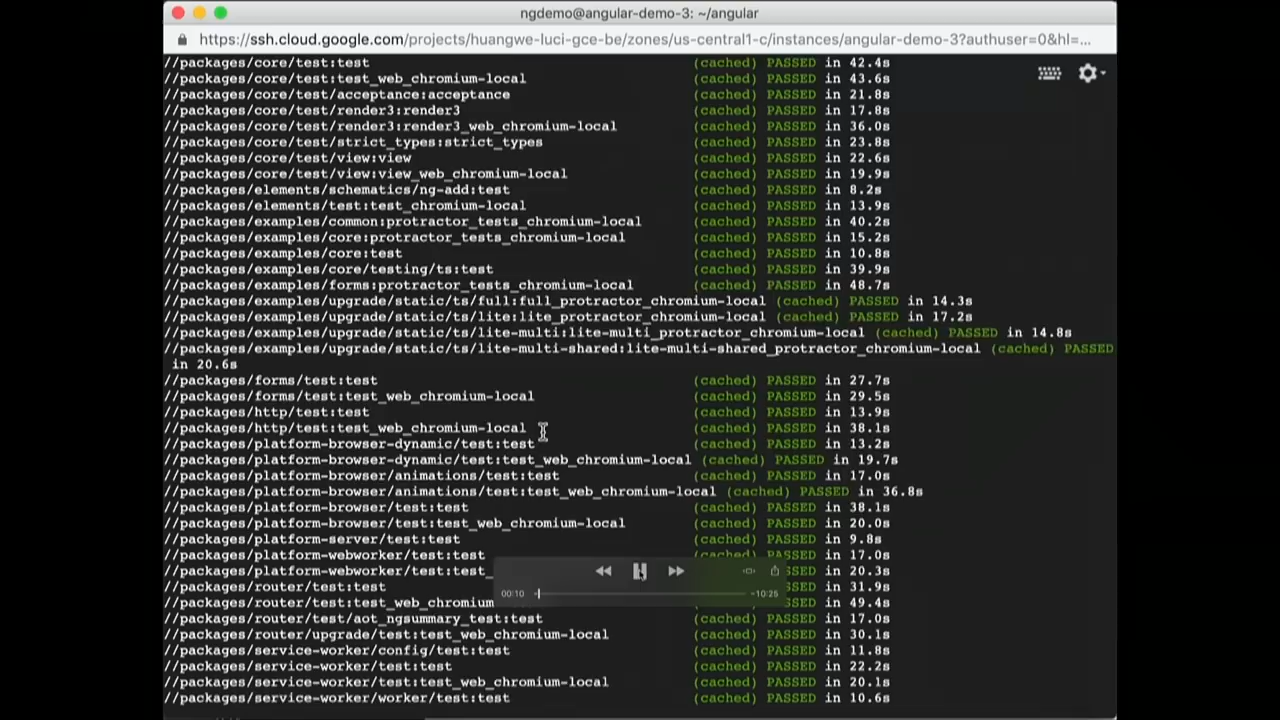 ngdemo@angular-demo-3: ~/angular
https://ssh.cloud.google.com/projects/huangwe-luci-gce-be/zones/us-central1-c/instances/angular-demo-3?authuser=0&hl=...
//packages/core/test:test (cached) PASSED in 42.4s
//packages/core/test:test_web_chromium-local (cached) PASSED in 43.6s
//packages/core/test/acceptance:acceptance (cached) PASSED in 21.8s
//packages/core/test/render3:render3 (cached) PASSED in 17.8s
//packages/core/test/render3:render3_web_chromium-local (cached) PASSED in 36.0s
//packages/core/test/strict_types:strict_types (cached) PASSED in 23.8s
//packages/core/test/view:view (cached) PASSED in 22.6s
//packages/core/test/view:view_web_chromium-local (cached) PASSED in 19.9s
//packages/elements/schematics/ng-add:test (cached) PASSED in 8.2s
//packages/elements/test:test_chromium-local (cached) PASSED in 13.9s
//packages/examples/common:protractor_tests_chromium-local (cached) PASSED in 40.2s
//packages/examples/core:protractor_tests_chromium-local (cached) PASSED in 15.2s
//packages/examples/core:test (cached) PASSED in 10.8s
//packages/examples/core/testing/ts:test (cached) PASSED in 39.9s
//packages/examples/forms:protractor_tests_chromium-local (cached) PASSED in 48.7s
//packages/examples/upgrade/static/ts/full:full_protractor_chromium-local (cached) PASSED in 14.3s
//packages/examples/upgrade/static/ts/lite:lite_protractor_chromium-local (cached) PASSED in 17.2s
//packages/examples/upgrade/static/ts/lite-multi:lite-multi_protractor_chromium-local (cached) PASSED in 14.8s
//packages/examples/upgrade/static/ts/lite-multi-shared:lite-multi-shared_protractor_chromium-local (cached) PASSED
in 20.6s
//packages/forms/test:test (cached) PASSED in 27.7s
//packages/forms/test:test_web_chromium-local (cached) PASSED in 29.5s
//packages/http/test:test (cached) PASSED in 13.9s
//packages/http/test:test_web_chromium-local (cached) PASSED in 38.1s
//packages/platform-browser-dynamic/test:test (cached) PASSED in 13.2s
//packages/platform-browser-dynamic/test:test_web_chromium-local (cached) PASSED in 19.7s
//packages/platform-browser/animations/test:test (cached) PASSED in 17.0s
//packages/platform-browser/animations/test:test_web_chromium-local (cached) PASSED in 36.8s
//packages/platform-browser/test:test (cached) PASSED in 38.1s
//packages/platform-browser/test:test_web_chromium-local (cached) PASSED in 20.0s
//packages/platform-server/test:test (cached) PASSED in 9.8s
//packages/platform-webworker/test:test (cached) PASSED in 17.0s
//packages/platform-webworker/test:test_ in 20.3s
//packages/router/test:test in 31.9s
//packages/router/test:test_web_chromium in 49.4s
00:10 -10:25
//packages/router/test/aot_ngsummary_test:test (cached) PASSED in 17.0s
//packages/router/upgrade/test:test_web_chromium-local (cached) PASSED in 30.1s
//packages/service-worker/config/test:test (cached) PASSED in 11.8s
//packages/service-worker/test:test (cached) PASSED in 22.2s
//packages/service-worker/test:test_web_chromium-local (cached) PASSED in 20.1s
//packages/service-worker/worker/test:test (cached) PASSED in 10.6s